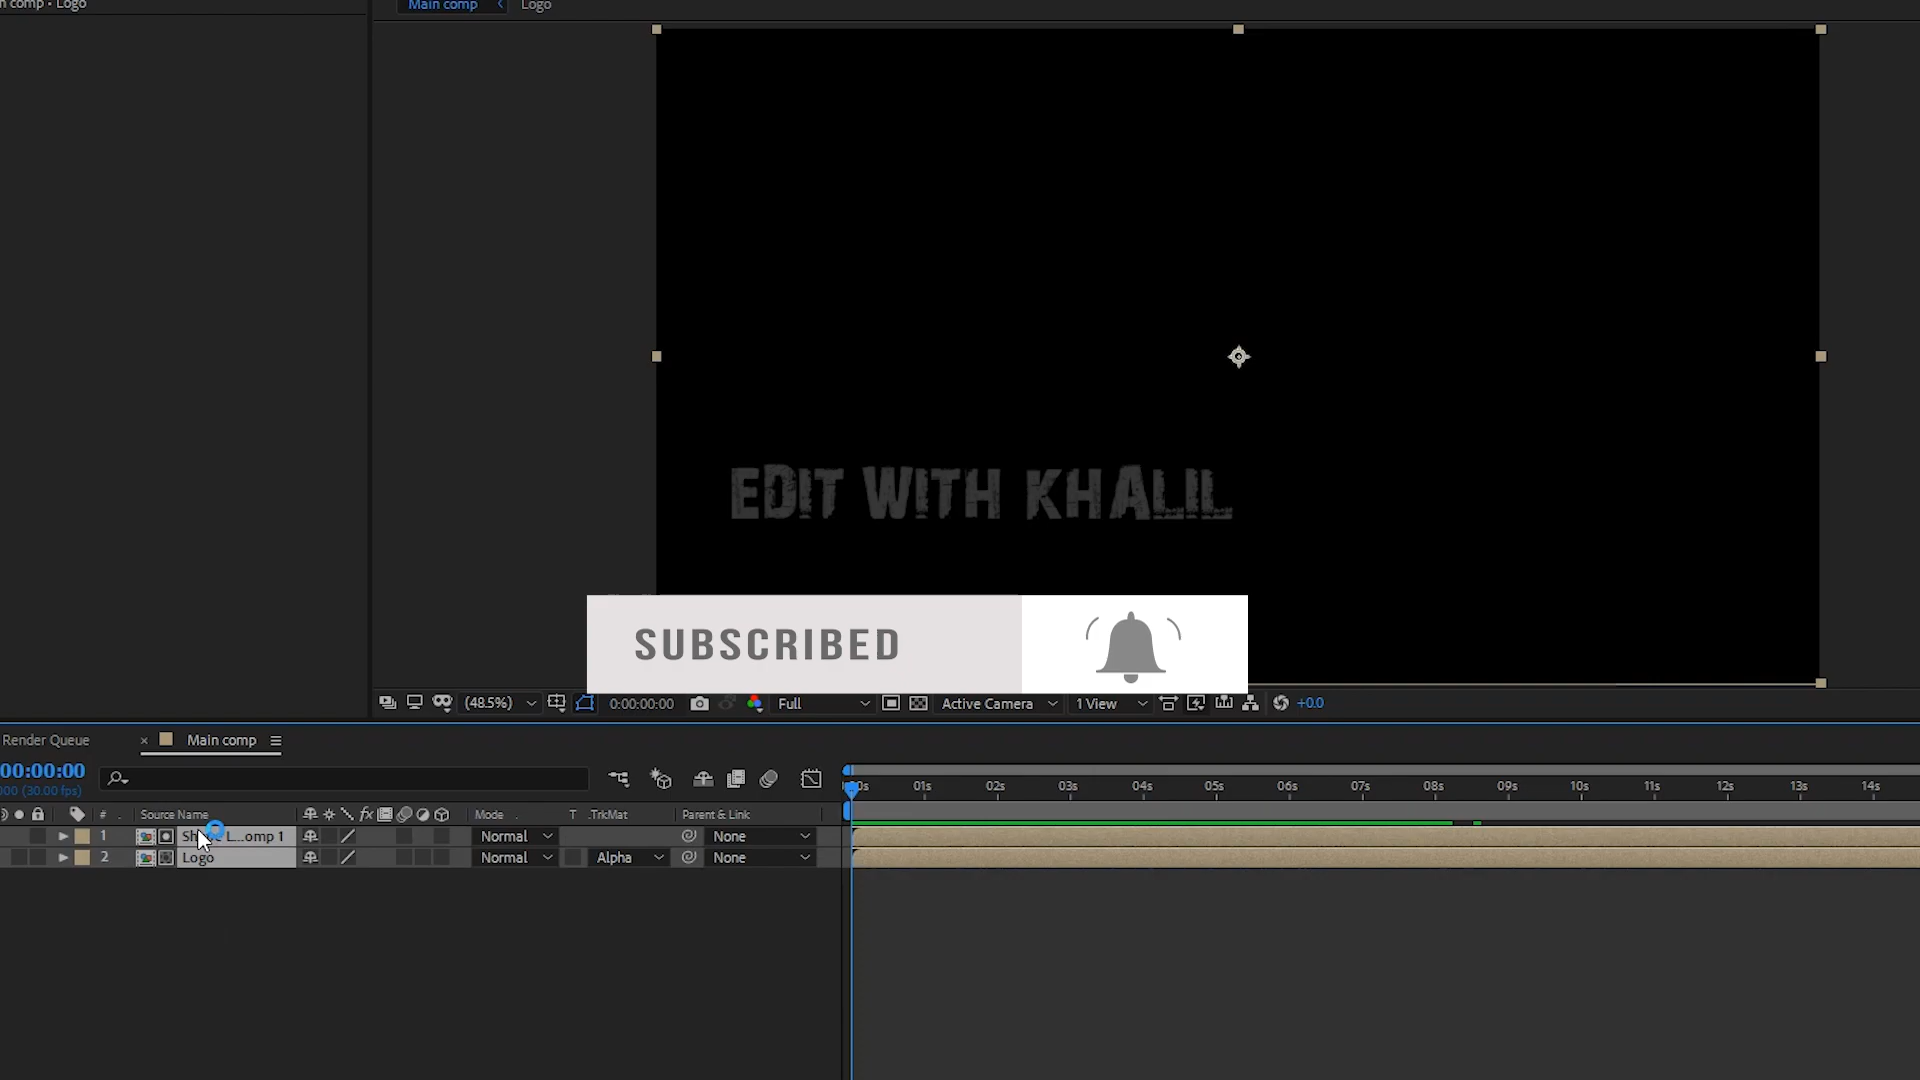 n comp • Logo
Main comp
Logo
EDIT WITH KHALIL
SUBSCRIBED
(48.5%)
0:00:00:00
Full
Active Camera
1 View
+0.0
Render Queue
Main comp
00:00:00
000 (30.00 fps)
00s 01s 02s 03s 04s 05s 06s 07s 08s 09s 10s 11s 12s 13s 14s
# Source Name fx Mode T .TrkMat Parent & Link
1 Sh L...omp 1 Normal None
2 Logo Normal Alpha None